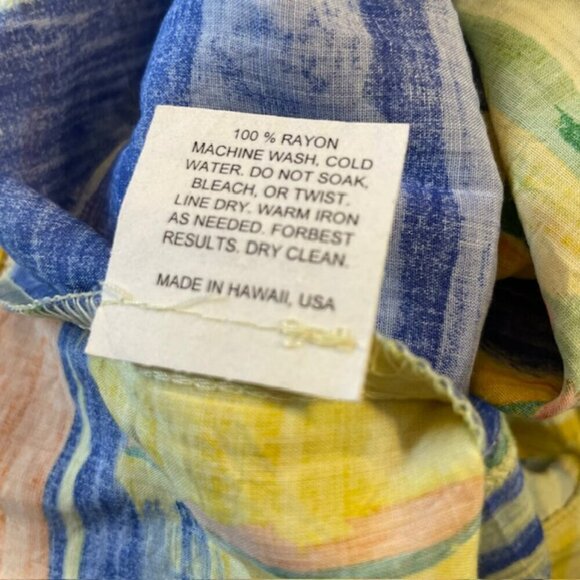 100 % RAYON
MACHINE WASH, COLD
WATER. DO NOT SOAK,
BLEACH, OR TWIST.
LINE DRY. WARM IRON
AS NEEDED. FORBEST
RESULTS. DRY CLEAN.
MADE IN HAWAII, USA